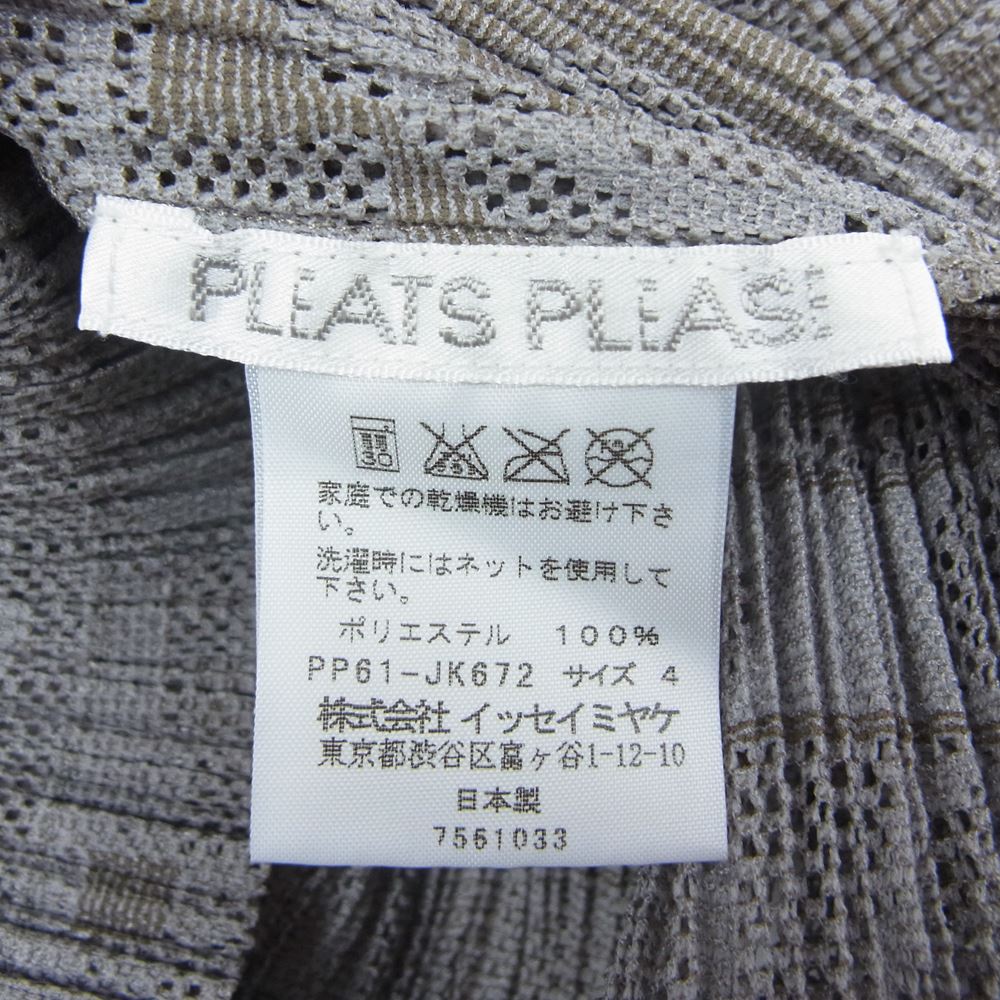 PLEATS PLEASE
30
家庭での乾燥機はお避け下さ
い。
洗濯時にはネットを使用して
下さい。
ポリエステル 100%
PP61-JK672 サイズ 4
株式会社 イッセイミヤケ
東京都渋谷区富ヶ谷1-12-10
日本製
7561033